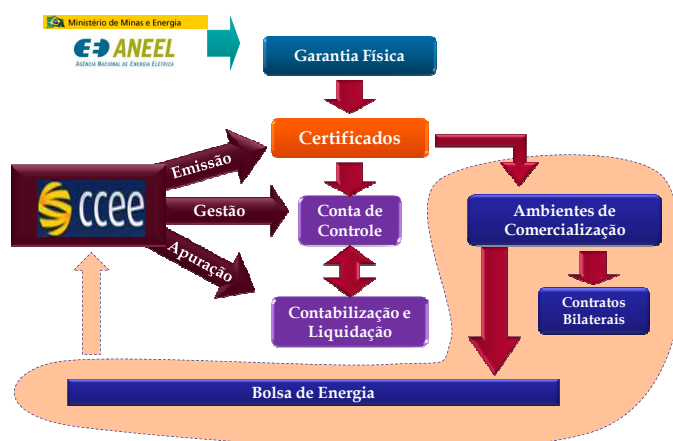 Ministério de Minas e Energia
ANEEL
AGÊNCIA NACIONAL DE ENERGIA ELÉTRICA
Garantia Física
Certificados
Emissão
ccee
Gestão
Conta de
Controle
Ambientes de
Comercialização
Apuração
Contabilização e
Liquidação
Contratos
Bilaterais
Bolsa de Energia